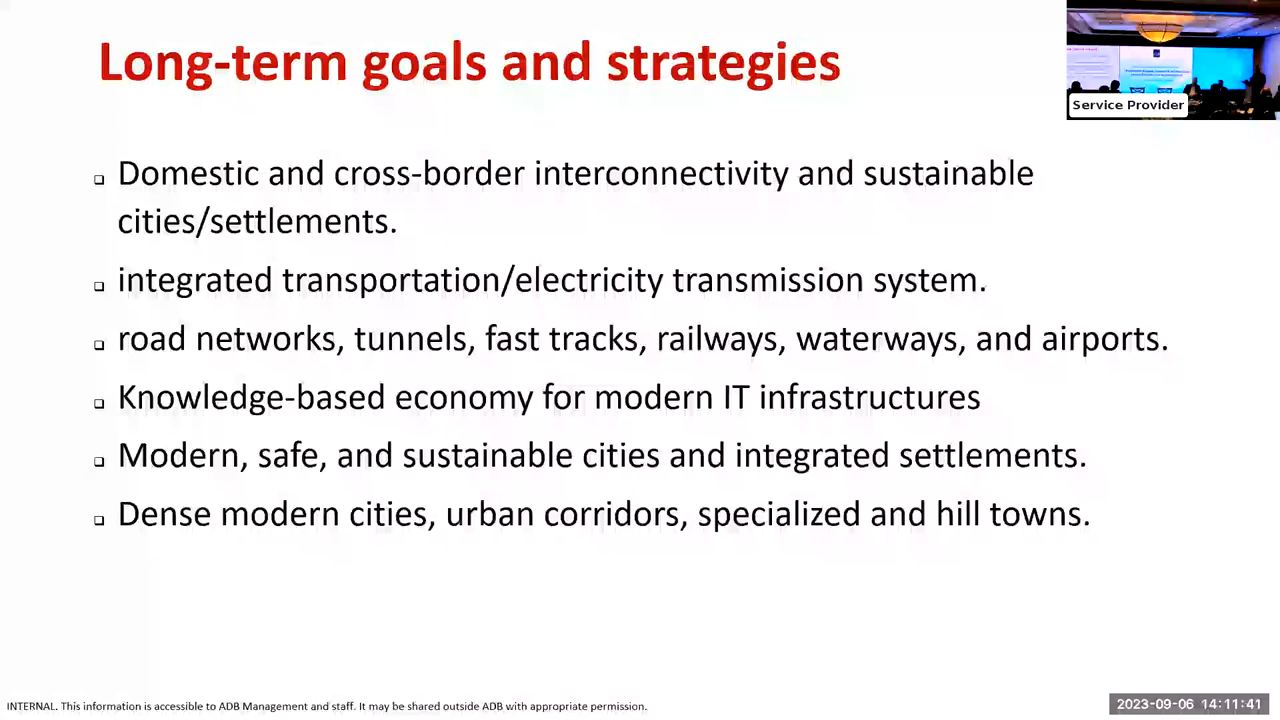 Long-term goals and strategies
Service Provider
❑ Domestic and cross-border interconnectivity and sustainable
cities/settlements.
❑ integrated transportation/electricity transmission system.
❑ road networks, tunnels, fast tracks, railways, waterways, and airports.
❑ Knowledge-based economy for modern IT infrastructures
❑ Modern, safe, and sustainable cities and integrated settlements.
❑ Dense modern cities, urban corridors, specialized and hill towns.
INTERNAL. This information is accessible to ADB Management and staff. It may be shared outside ADB with appropriate permission.
2023-09-06 14:11:41